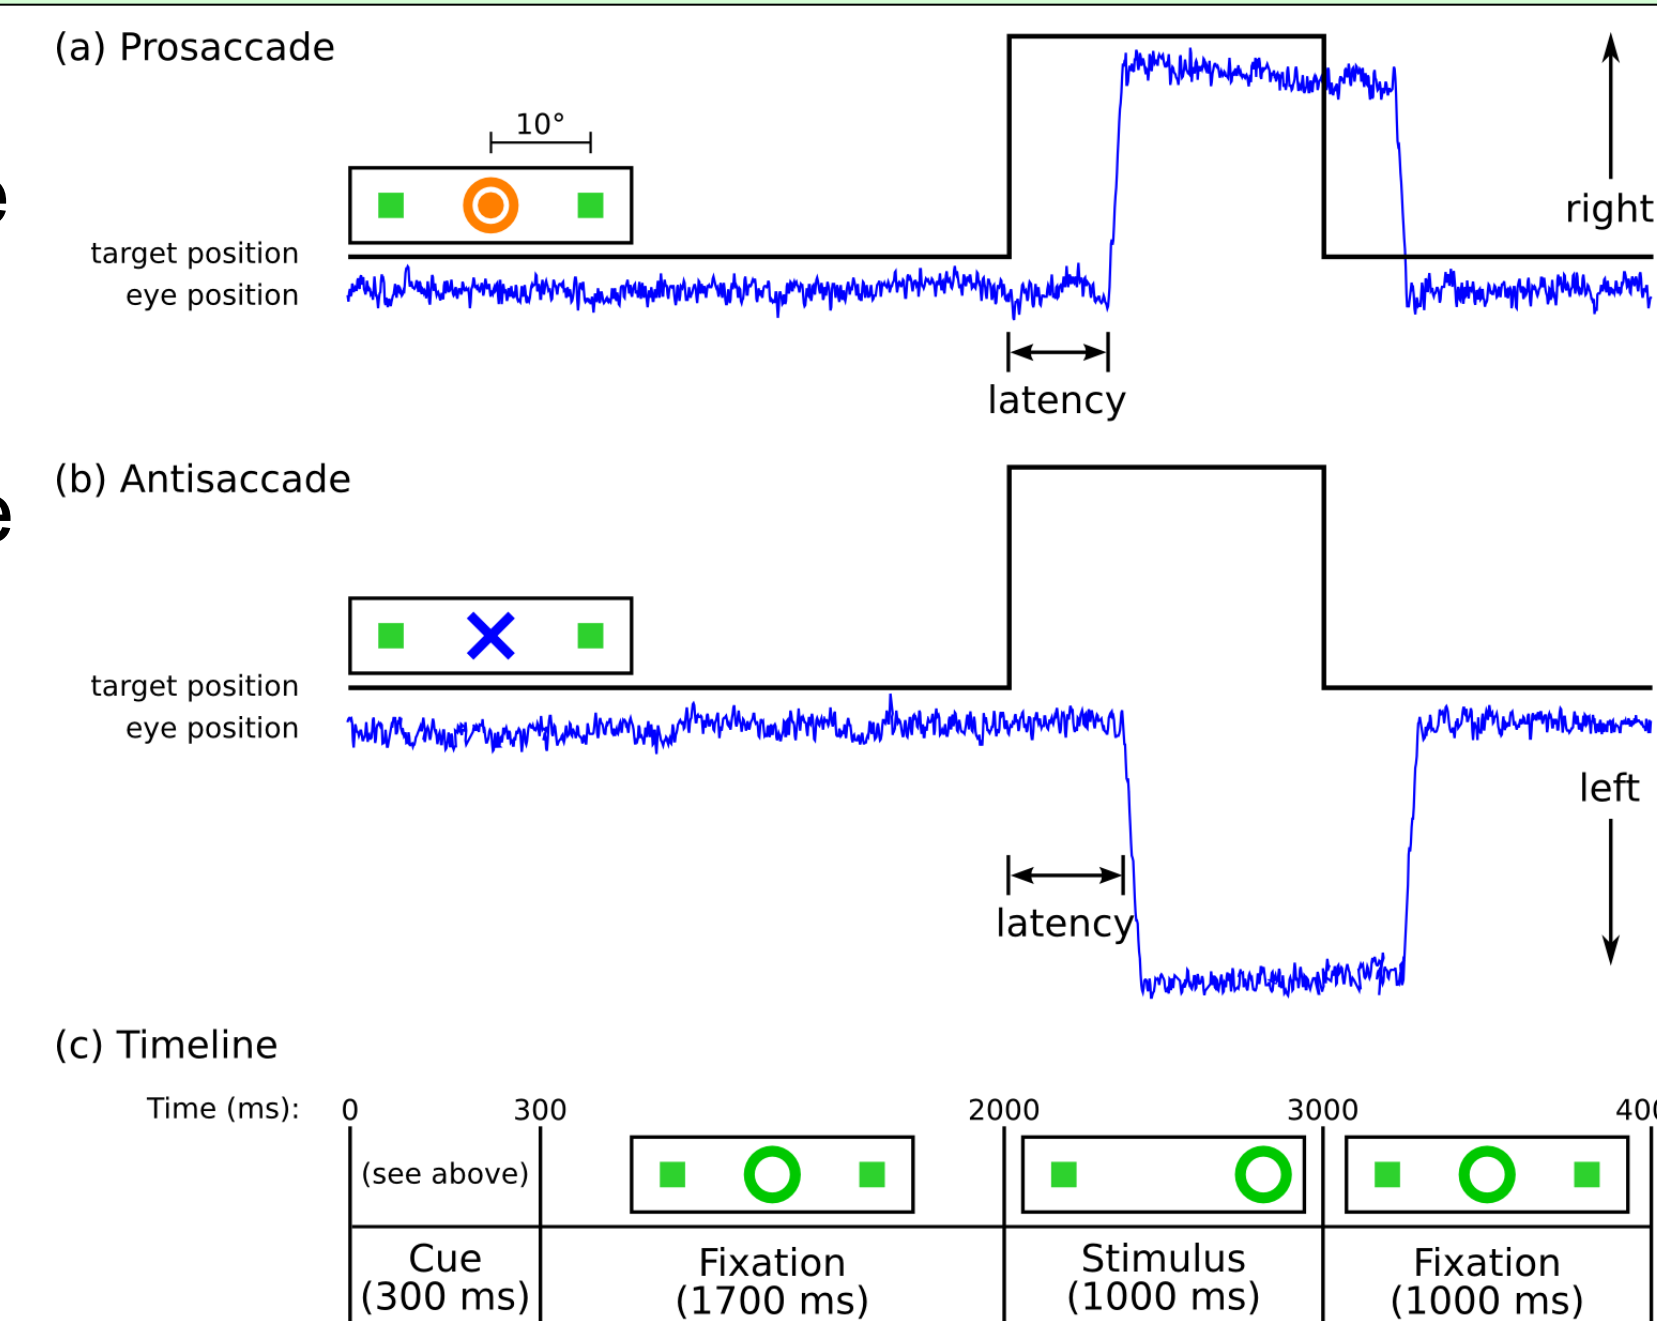 (a) Prosaccade
10°
right
target position
eye position
latency
(b) Antisaccade
target position
eye position
left
latency
(c) Timeline
Time (ms): 0 300 2000 3000
(see above)
Cue Fixation Stimulus Fixation
(300 ms) (1700 ms) (1000 ms) (1000 ms)